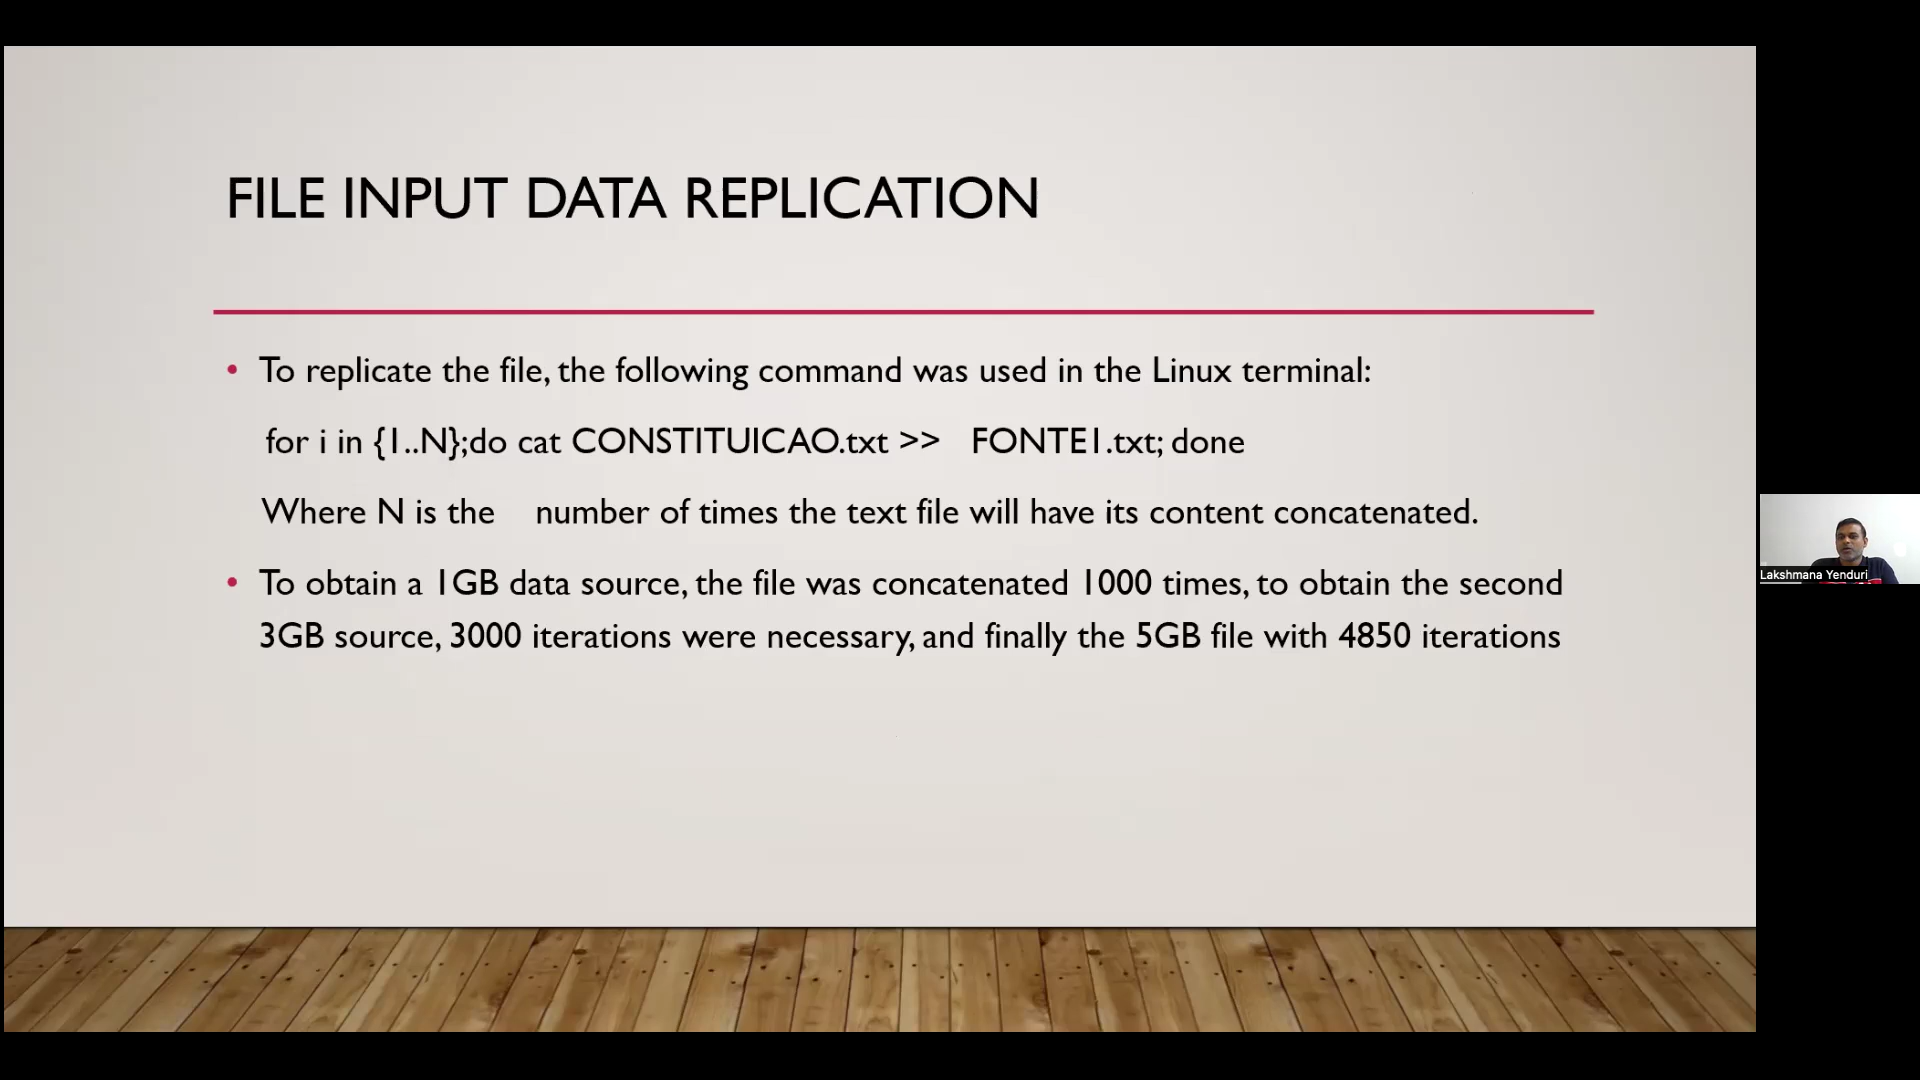 FILE INPUT DATA REPLICATION
• To replicate the file, the following command was used in the Linux terminal:
for i in {1..N};do cat CONSTITUICAO.txt >> FONTE1.txt; done
Where N is the number of times the text file will have its content concatenated.
• To obtain a 1GB data source, the file was concatenated 1000 times, to obtain the second
3GB source, 3000 iterations were necessary, and finally the 5GB file with 4850 iterations
Lakshmana Yenduri